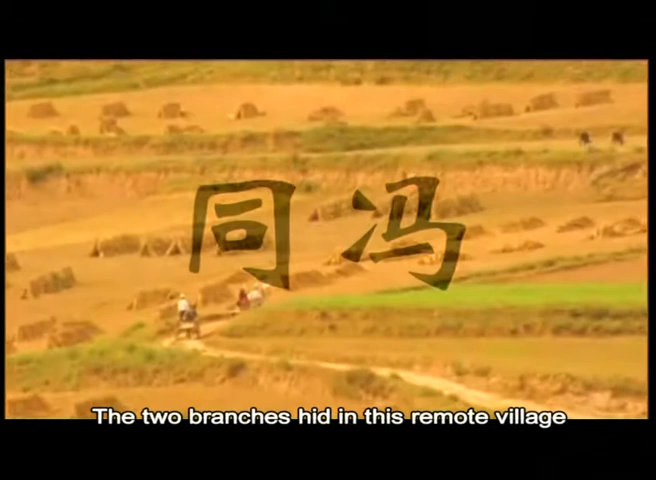 同冯
The two branches hid in this remote village